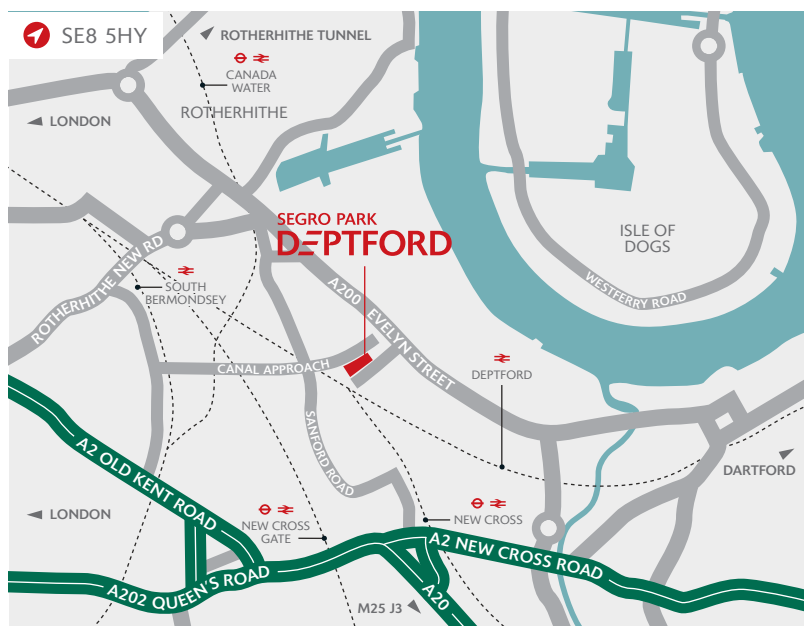 SE8 5HY
ROTHERHITHE TUNNEL
CANADA
WATER
ROTHERHITHE
LONDON
SEGRO PARK
DEPTFORD
ISLE OF
DOGS
ROTHERHITHE NEW RD
SOUTH
BERMONDSEY
WESTFERRY ROAD
A200 EVELYN STREET
CANAL APPROACH
DEPTFORD
SANFORD ROAD
A2 OLD KENT ROAD
DARTFORD
LONDON
NEW CROSS
GATE
NEW CROSS
A2 NEW CROSS ROAD
A202 QUEEN'S ROAD
A20
M25 J3